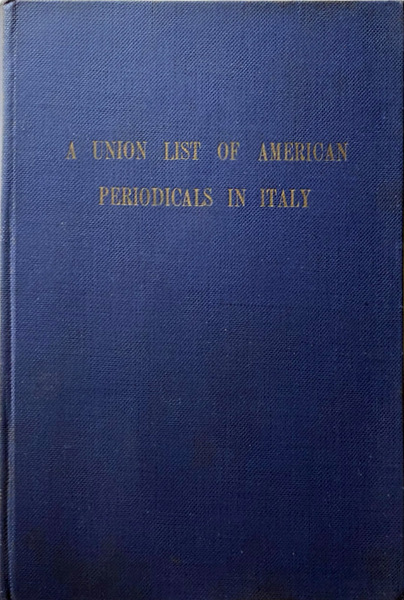 A UNION LIST OF AMERICAN
PERIODICALS IN ITALY